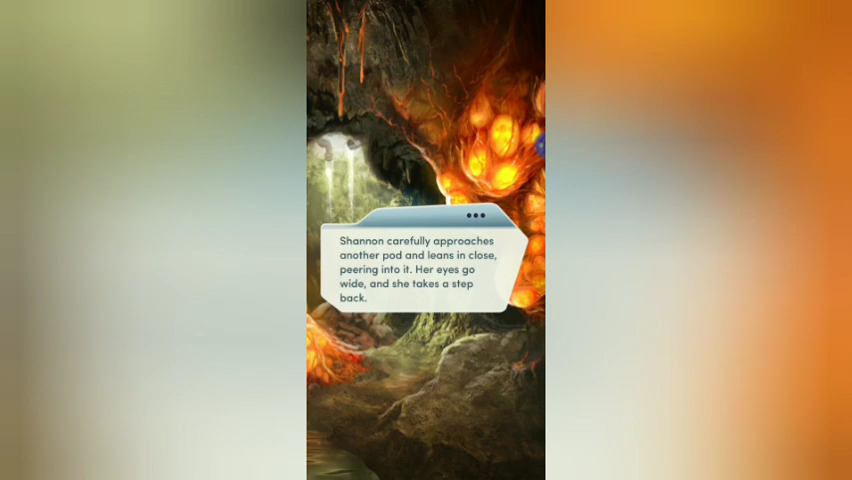 Shannon carefully approaches
another pod and leans in close,
peering into it. Her eyes go
wide, and she takes a step
back.